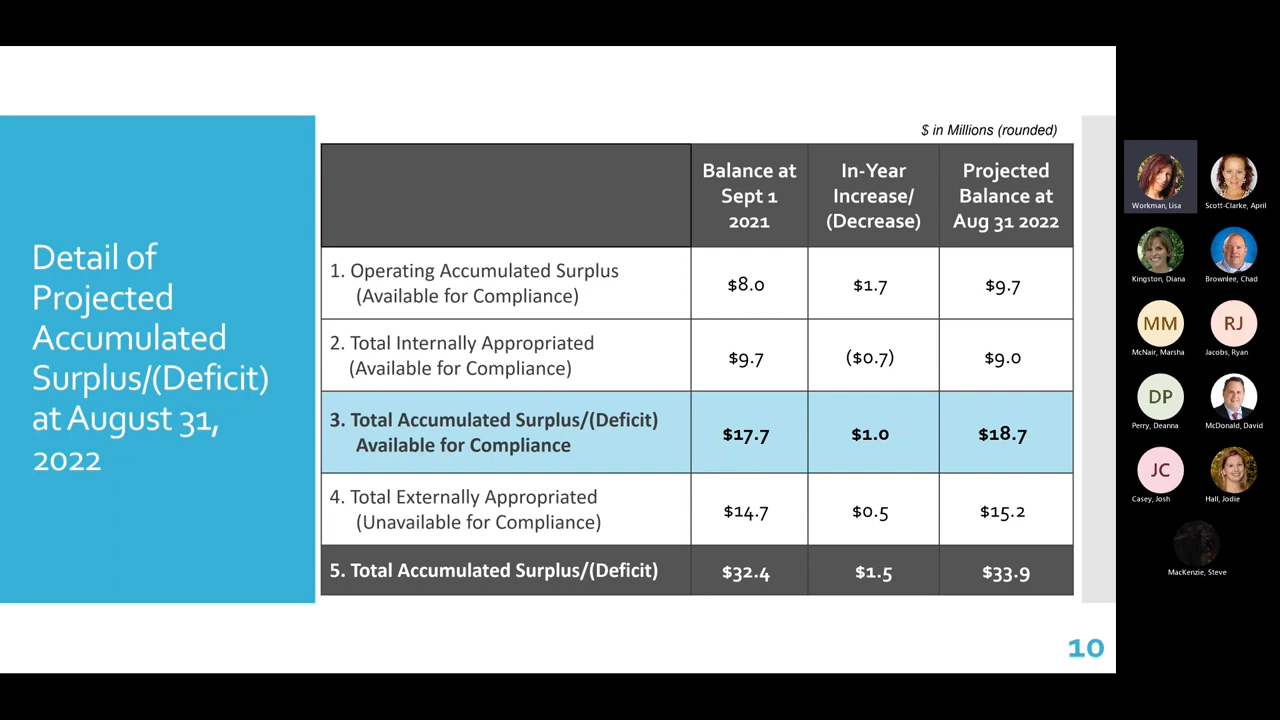 Detail of
Projected
Accumulated
Surplus/(Deficit)
at August 31,
2022
$ in Millions (rounded)
Balance at
Sept 1
2021
In-Year
Increase/
(Decrease)
Projected
Balance at
Aug 31 2022
1. Operating Accumulated Surplus
(Available for Compliance)
$8.0
$1.7
$9.7
2. Total Internally Appropriated
(Available for Compliance)
$9.7
($0.7)
$9.0
3. Total Accumulated Surplus/(Deficit)
Available for Compliance
$17.7
$1.0
$18.7
4. Total Externally Appropriated
(Unavailable for Compliance)
$14.7
$0.5
$15.2
5. Total Accumulated Surplus/(Deficit)
$32.4
$1.5
$33.9
10
Workman, Lisa
Scott-Clarke, April
Kingston, Diana
Brownlee, Chad
MM
McNair, Marsha
RJ
Jacobs, Ryan
DP
Perry, Deanna
McDonald, David
JC
Casey, Josh
Hall, Jodie
MacKenzie, Steve